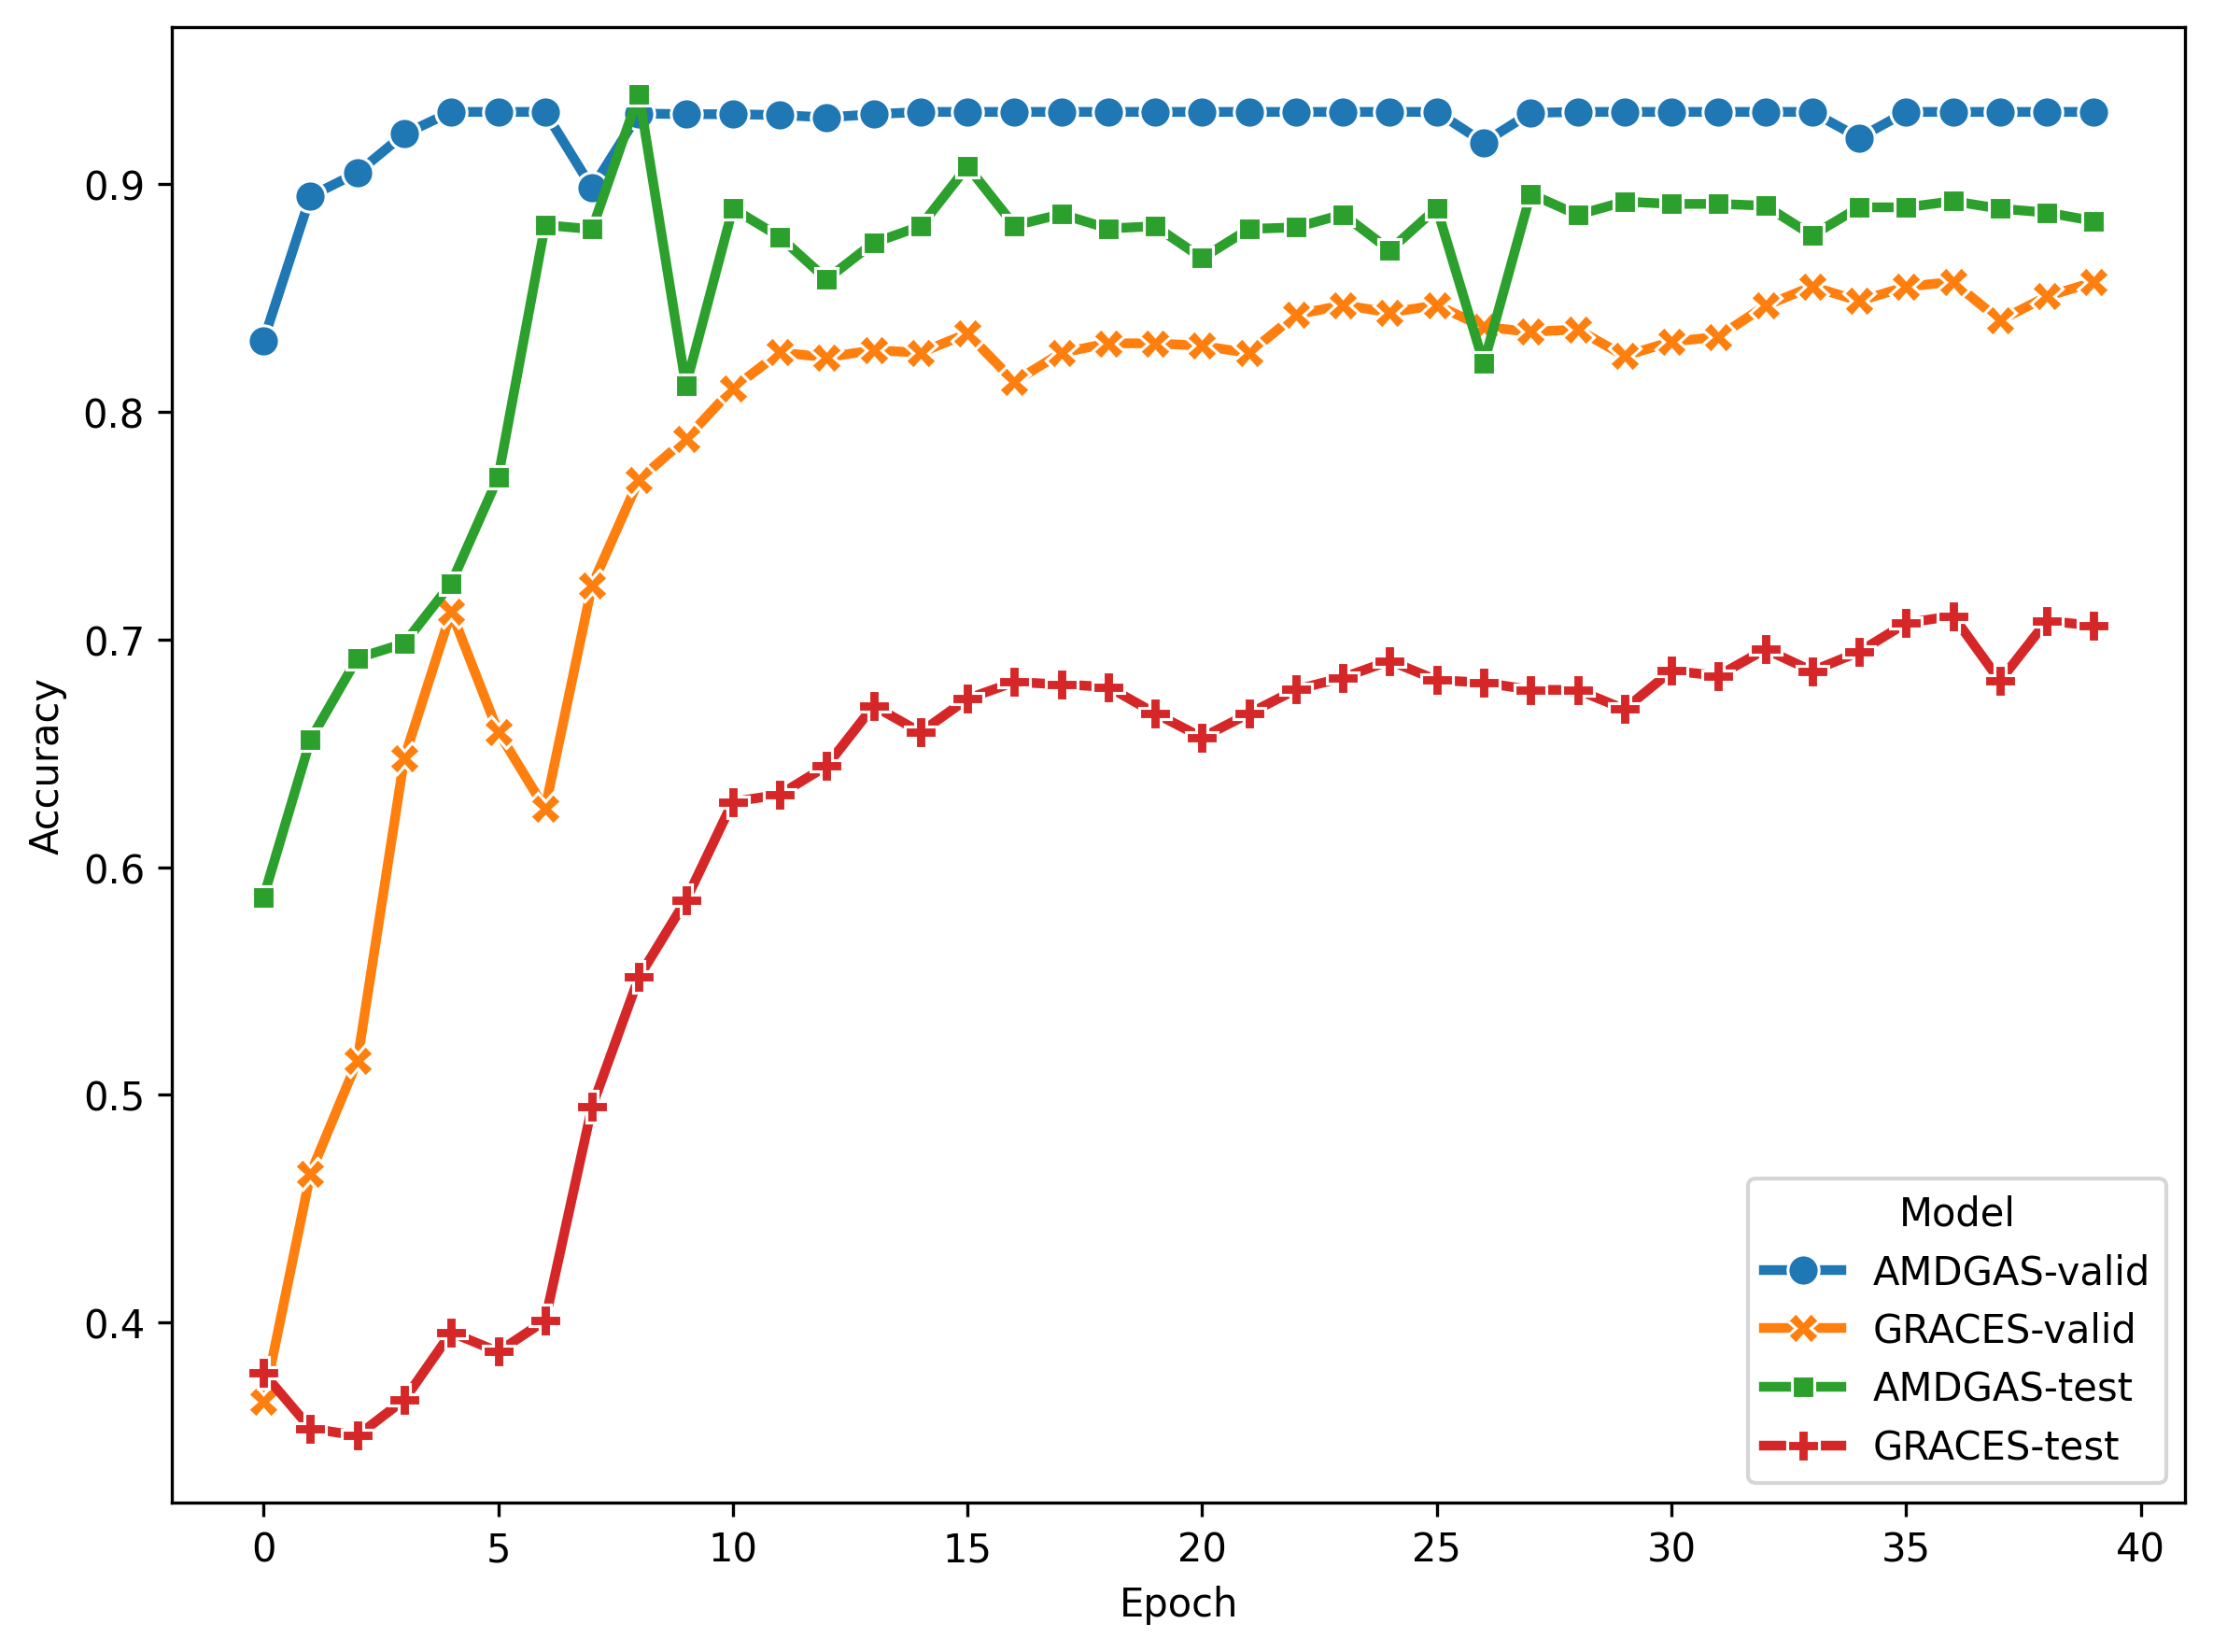 Accuracy
0.9
0.8
0.7
0.6
0.5
0.4
0 5 10 15 20 25 30 35 40
Epoch
Model
AMDGAS-valid
GRACES-valid
AMDGAS-test
GRACES-test